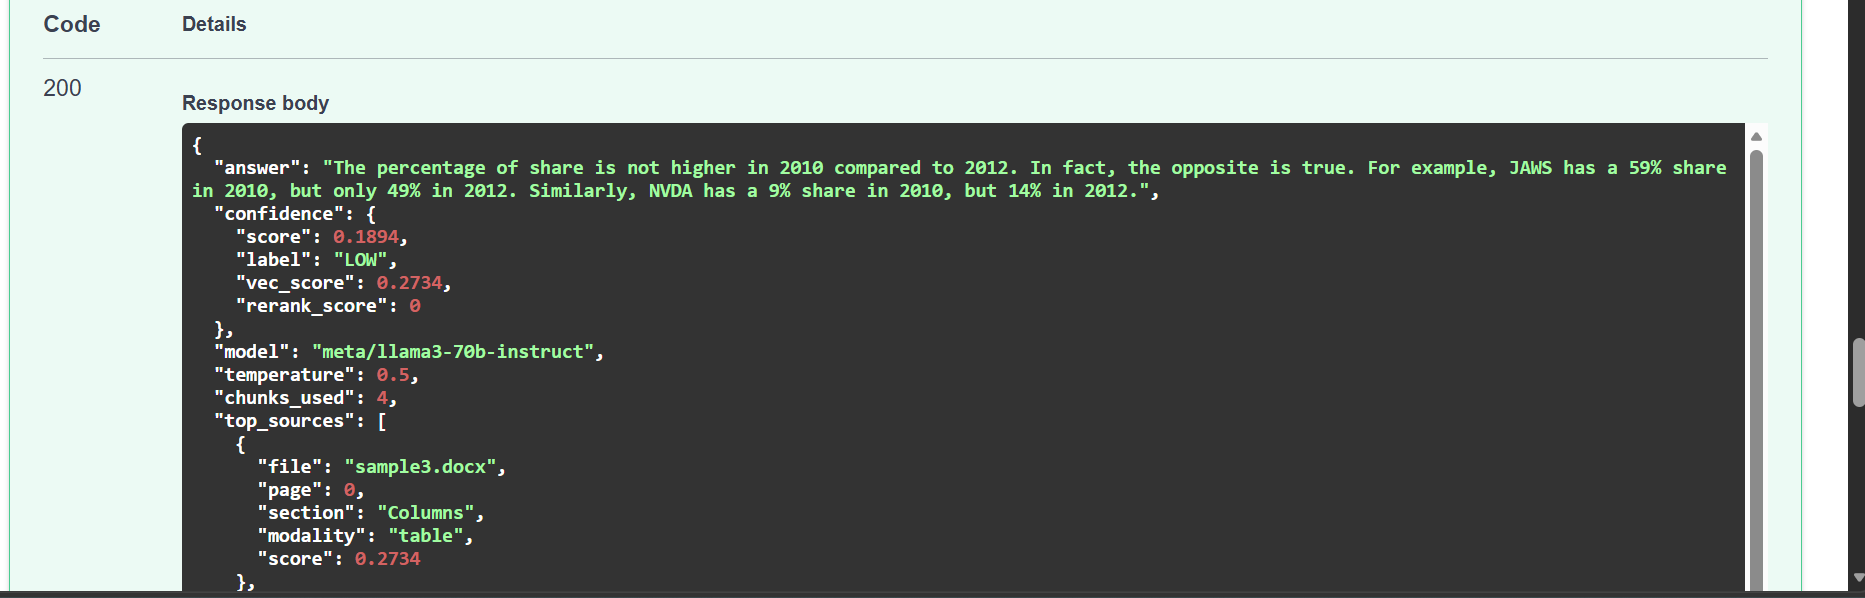 Code Details
200
Response body
{
"answer": "The percentage of share is not higher in 2010 compared to 2012. In fact, the opposite is true. For example, JAWS has a 59% share
in 2010, but only 49% in 2012. Similarly, NVDA has a 9% share in 2010, but 14% in 2012.",
"confidence": {
"score": 0.1894,
"label": "LOW",
"vec_score": 0.2734,
"rerank_score": 0
},
"model": "meta/llama3-70b-instruct",
"temperature": 0.5,
"chunks_used": 4,
"top_sources": [
{
"file": "sample3.docx",
"page": 0,
"section": "Columns",
"modality": "table",
"score": 0.2734
},